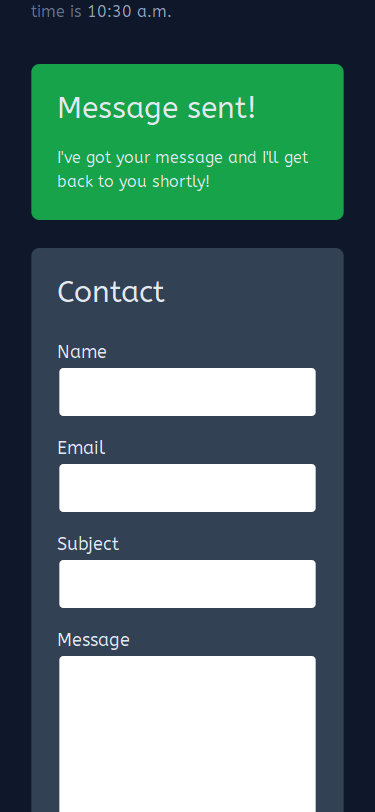 time is 10:30 a.m.
Message sent!
I've got your message and I'll get
back to you shortly!
Contact
Name
Email
Subject
Message